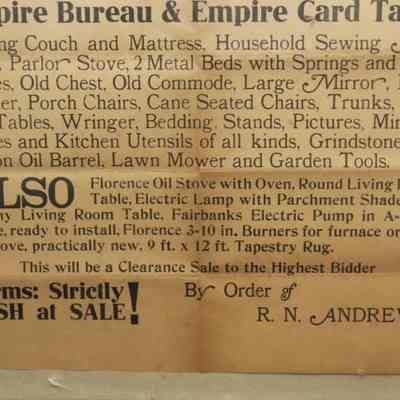 pire Bureau & Empire Card Ta
ng Couch and Mattress, Household Sewing
Parlor Stove, 2 Metal Beds with Springs and
es, Old Chest, Old Commode, Large Mirror,
er, Porch Chairs, Cane Seated Chairs, Trunks,
Tables, Wringer, Bedding, Stands, Pictures, Mir
es and Kitchen Utensils of all kinds, Grindstone
on Oil Barrel, Lawn Mower and Garden Tools.
LSO
Florence Oil Stove with Oven, Round Living
Table, Electric Lamp with Parchment Shade
ny Living Room Table, Fairbanks Electric Pump in A-
e, ready to install, Florence 3-10 in. Burners for furnace or
ove, practically new. 9 ft. x 12 ft. Tapestry Rug.
This will be a Clearance Sale to the Highest Bidder
rms: Strictly
SH at SALE!
By Order of
R. N. ANDREW